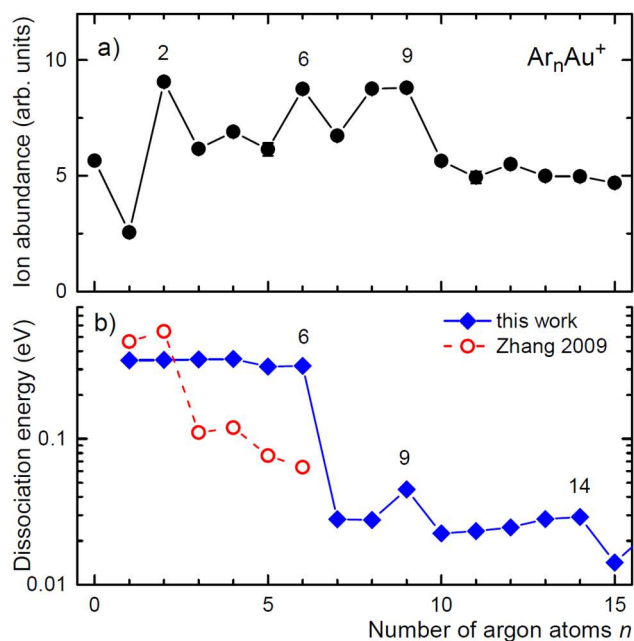 a)
2
6
9
ArₙAu⁺
Ion abundance (arb. units)
10
5
0
b)
this work
Zhang 2009
6
9
14
Dissociation energy (eV)
0.1
0.01
0
5
10
15
Number of argon atoms n